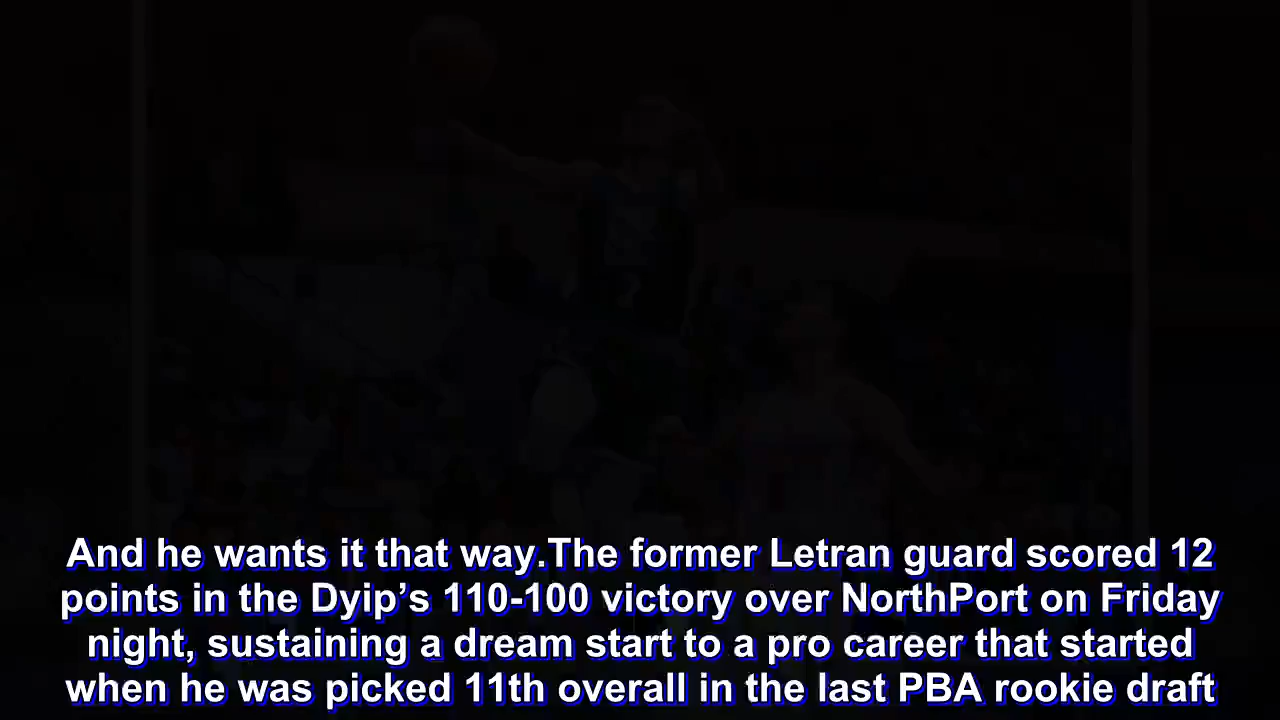 And he wants it that way.The former Letran guard scored 12
points in the Dyip’s 110-100 victory over NorthPort on Friday
night, sustaining a dream start to a pro career that started
when he was picked 11th overall in the last PBA rookie draft